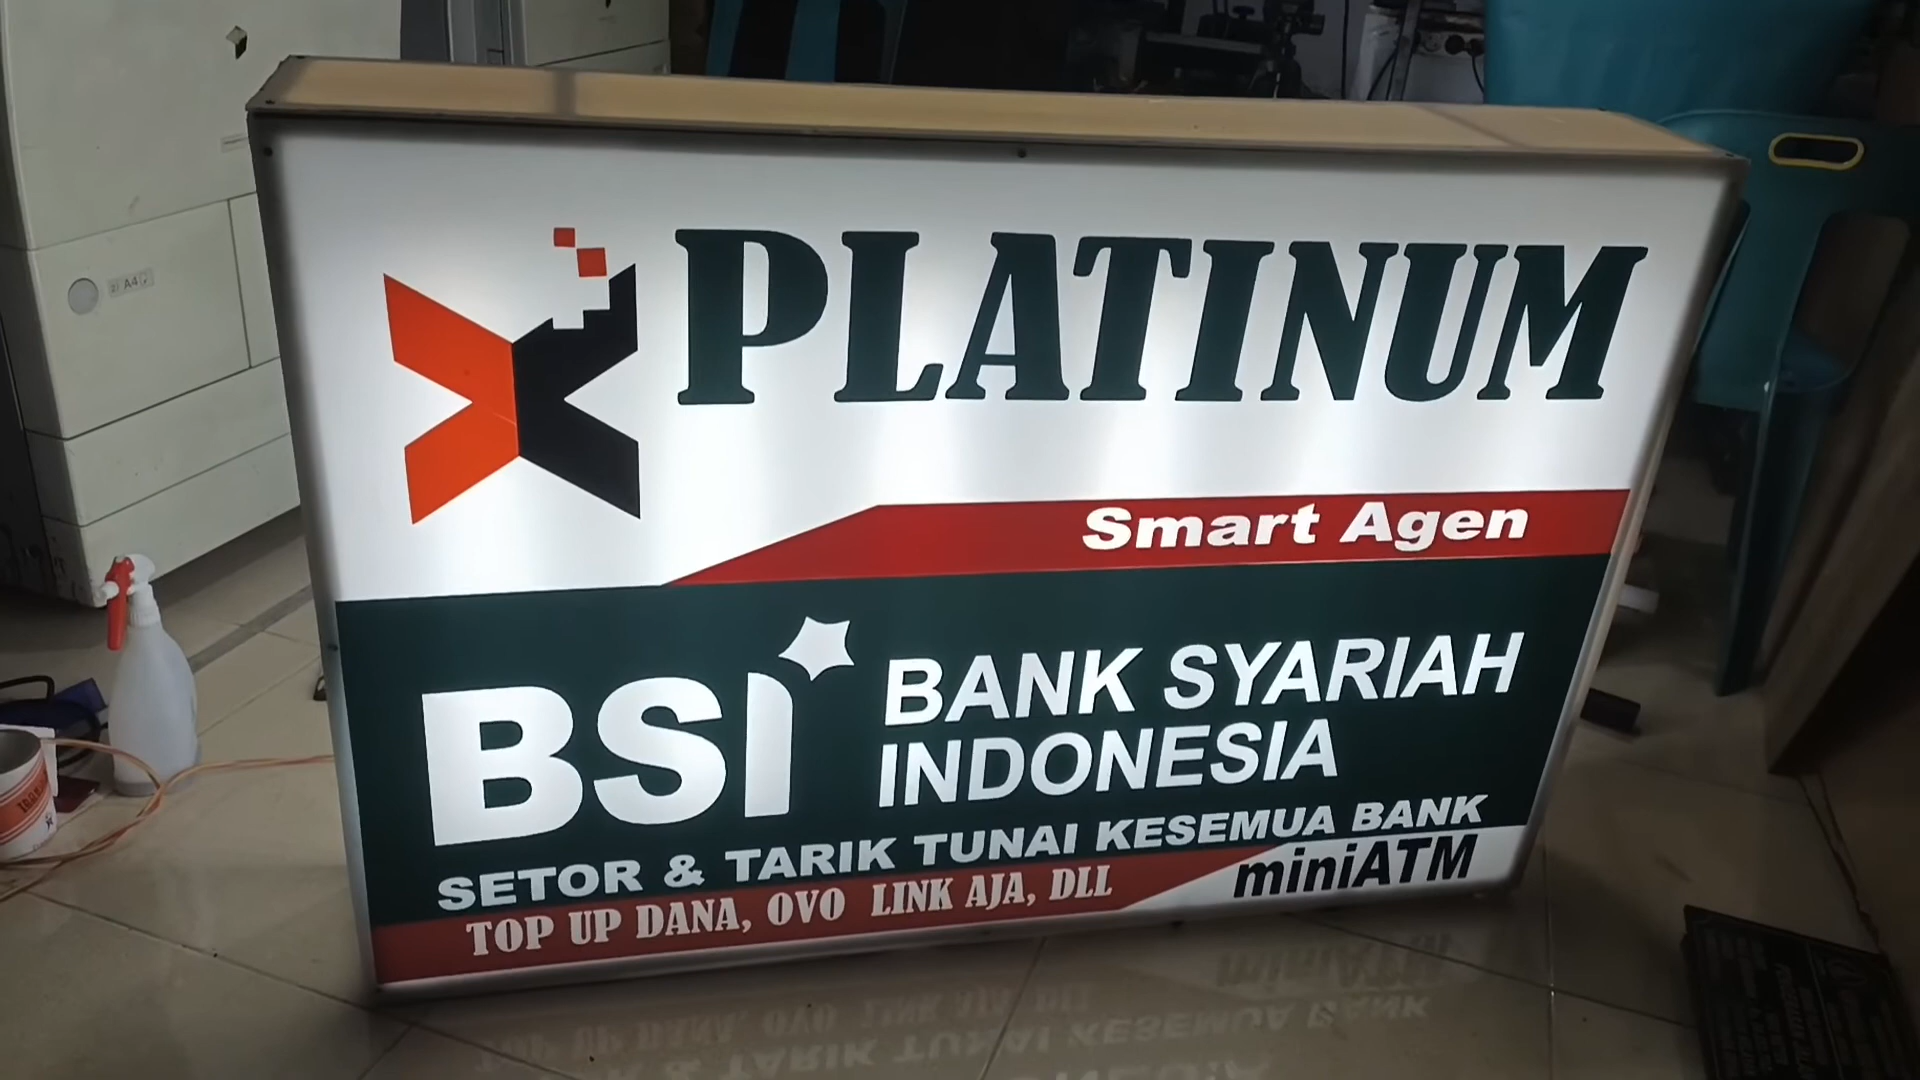 PLATINUM
Smart Agen
BSI
BANK SYARIAH
INDONESIA
SETOR & TARIK TUNAI KESEMUA BANK
miniATM
TOP UP DANA, OVO LINK AJA, DLL
A4